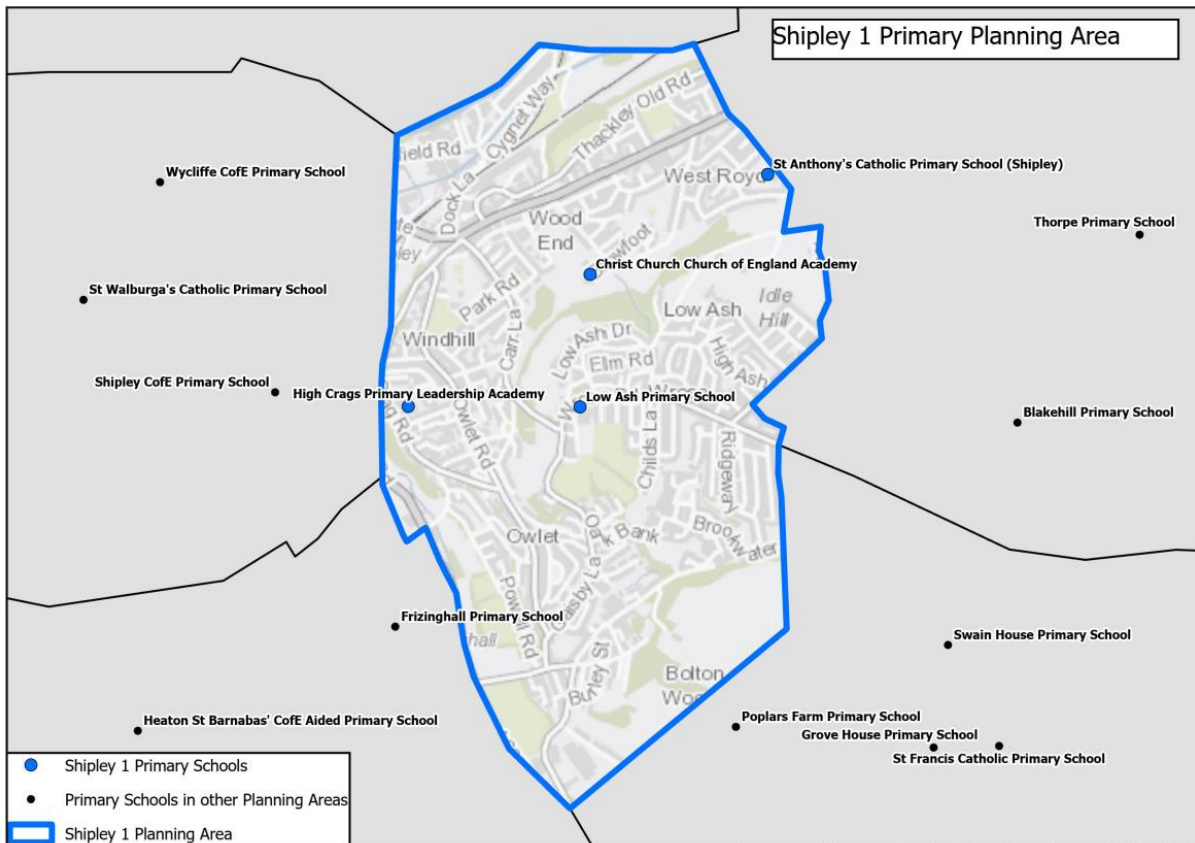 Shipley 1 Primary Planning Area
Cygnet Way
Thackley Old Rd
field Rd
Dock La
St Anthony's Catholic Primary School (Shipley)
West Royd
Wycliffe CofE Primary School
Wood
End
Thorpe Primary School
Christ Church Church of England Academy
St Walburga's Catholic Primary School
Park Rd
Low Ash
Idle
Hill
Windhill
Carr La
Low Ash Dr
Elm Rd
High Ash
Shipley CofE Primary School
High Crags Primary Leadership Academy
Low Ash Primary School
Owlet Rd
Childs La
Ridgeway
Blakehill Primary School
Owlet
Bank
Brookwater
Frizinghall Primary School
Swain House Primary School
Burley St
Bolton
Heaton St Barnabas' CofE Aided Primary School
Poplars Farm Primary School
Grove House Primary School
St Francis Catholic Primary School
Shipley 1 Primary Schools
Primary Schools in other Planning Areas
Shipley 1 Planning Area